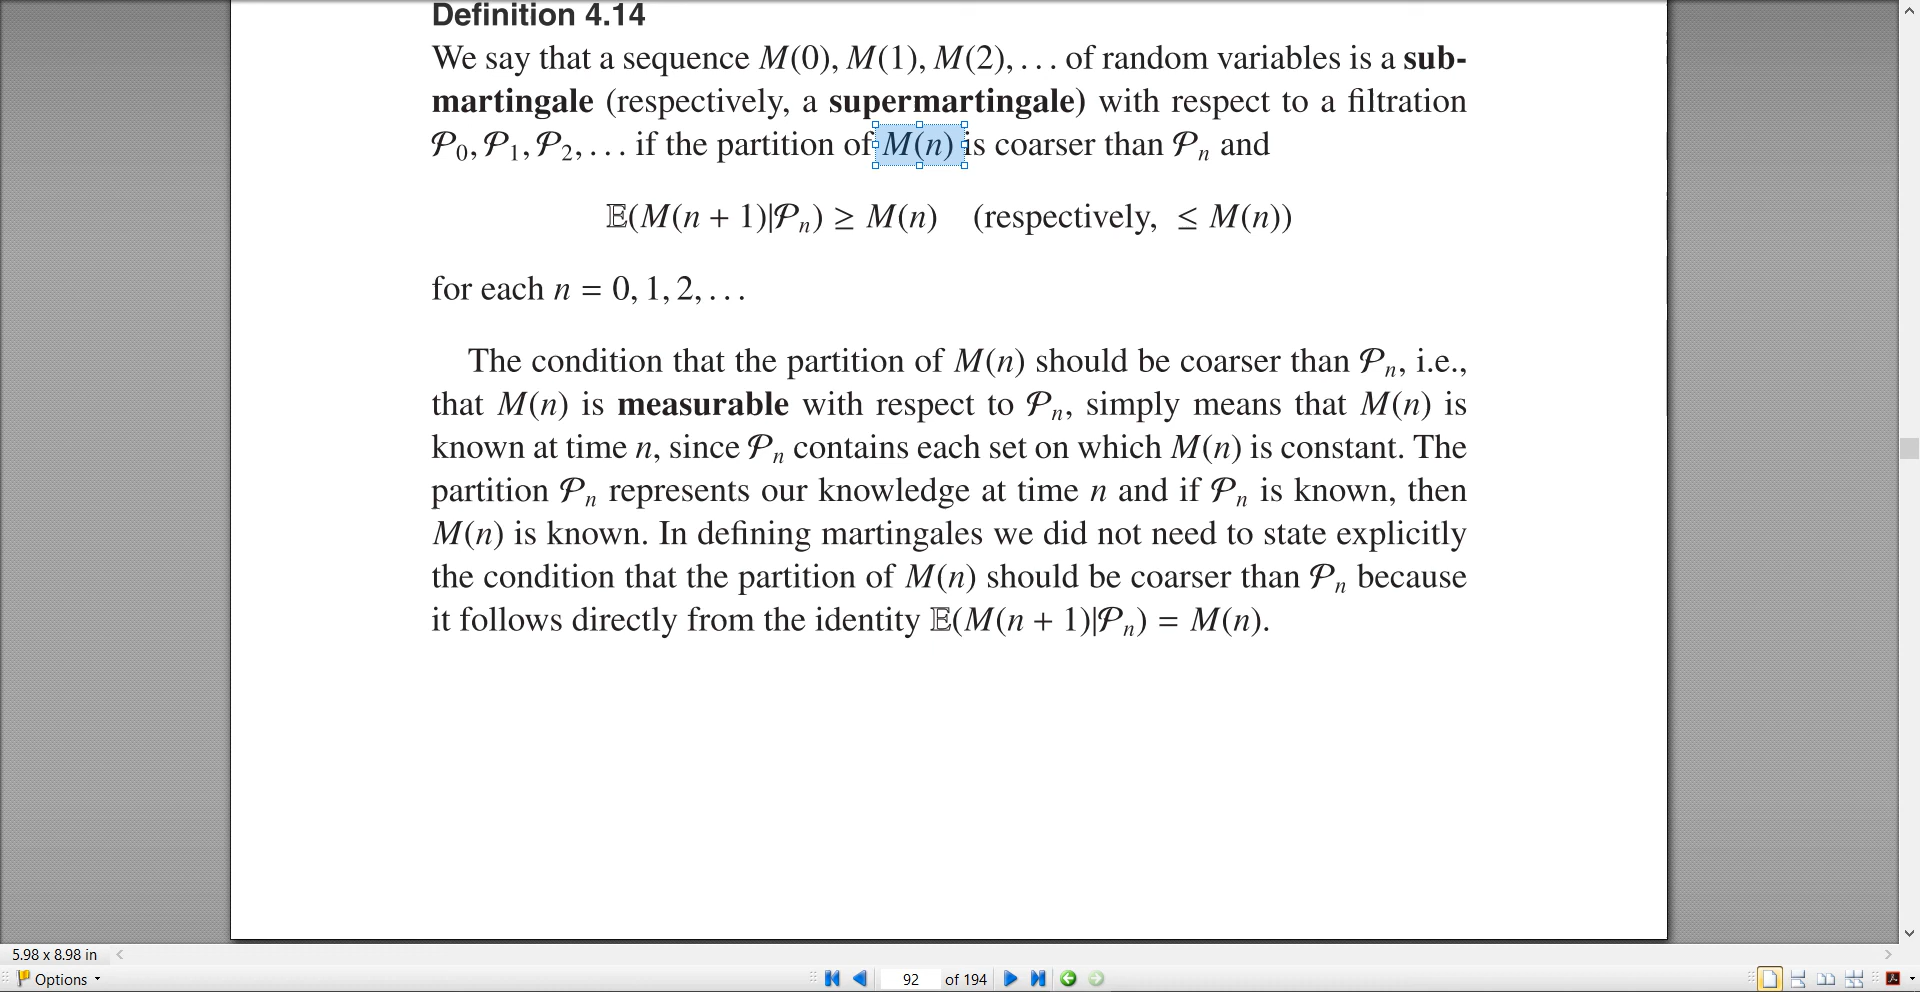 Definition 4.14
We say that a sequence M(0), M(1), M(2), . . . of random variables is a sub-
martingale (respectively, a supermartingale) with respect to a filtration
𝒫₀, 𝒫₁, 𝒫₂, . . . if the partition of M(n) is coarser than 𝒫ₙ and
𝔼(M(n + 1)|𝒫ₙ) ≥ M(n) (respectively, ≤ M(n))
for each n = 0, 1, 2, . . .
The condition that the partition of M(n) should be coarser than 𝒫ₙ, i.e.,
that M(n) is measurable with respect to 𝒫ₙ, simply means that M(n) is
known at time n, since 𝒫ₙ contains each set on which M(n) is constant. The
partition 𝒫ₙ represents our knowledge at time n and if 𝒫ₙ is known, then
M(n) is known. In defining martingales we did not need to state explicitly
the condition that the partition of M(n) should be coarser than 𝒫ₙ because
it follows directly from the identity 𝔼(M(n + 1)|𝒫ₙ) = M(n).
5.98 x 8.98 in
Options 92 of 194